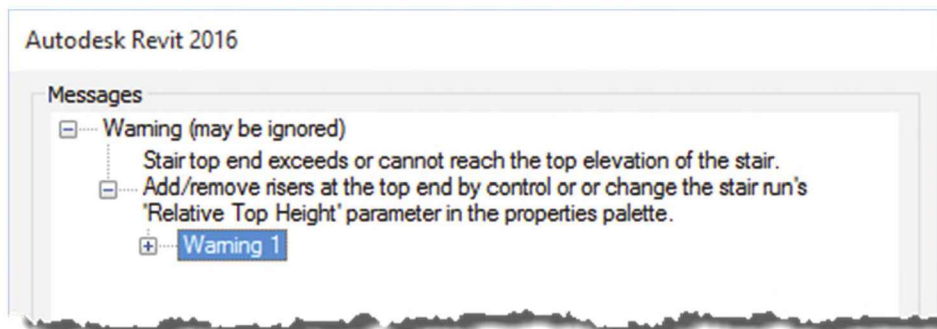 Autodesk Revit 2016
Messages
Warning (may be ignored)
Stair top end exceeds or cannot reach the top elevation of the stair.
Add/remove risers at the top end by control or or change the stair run's
'Relative Top Height' parameter in the properties palette.
Warning 1